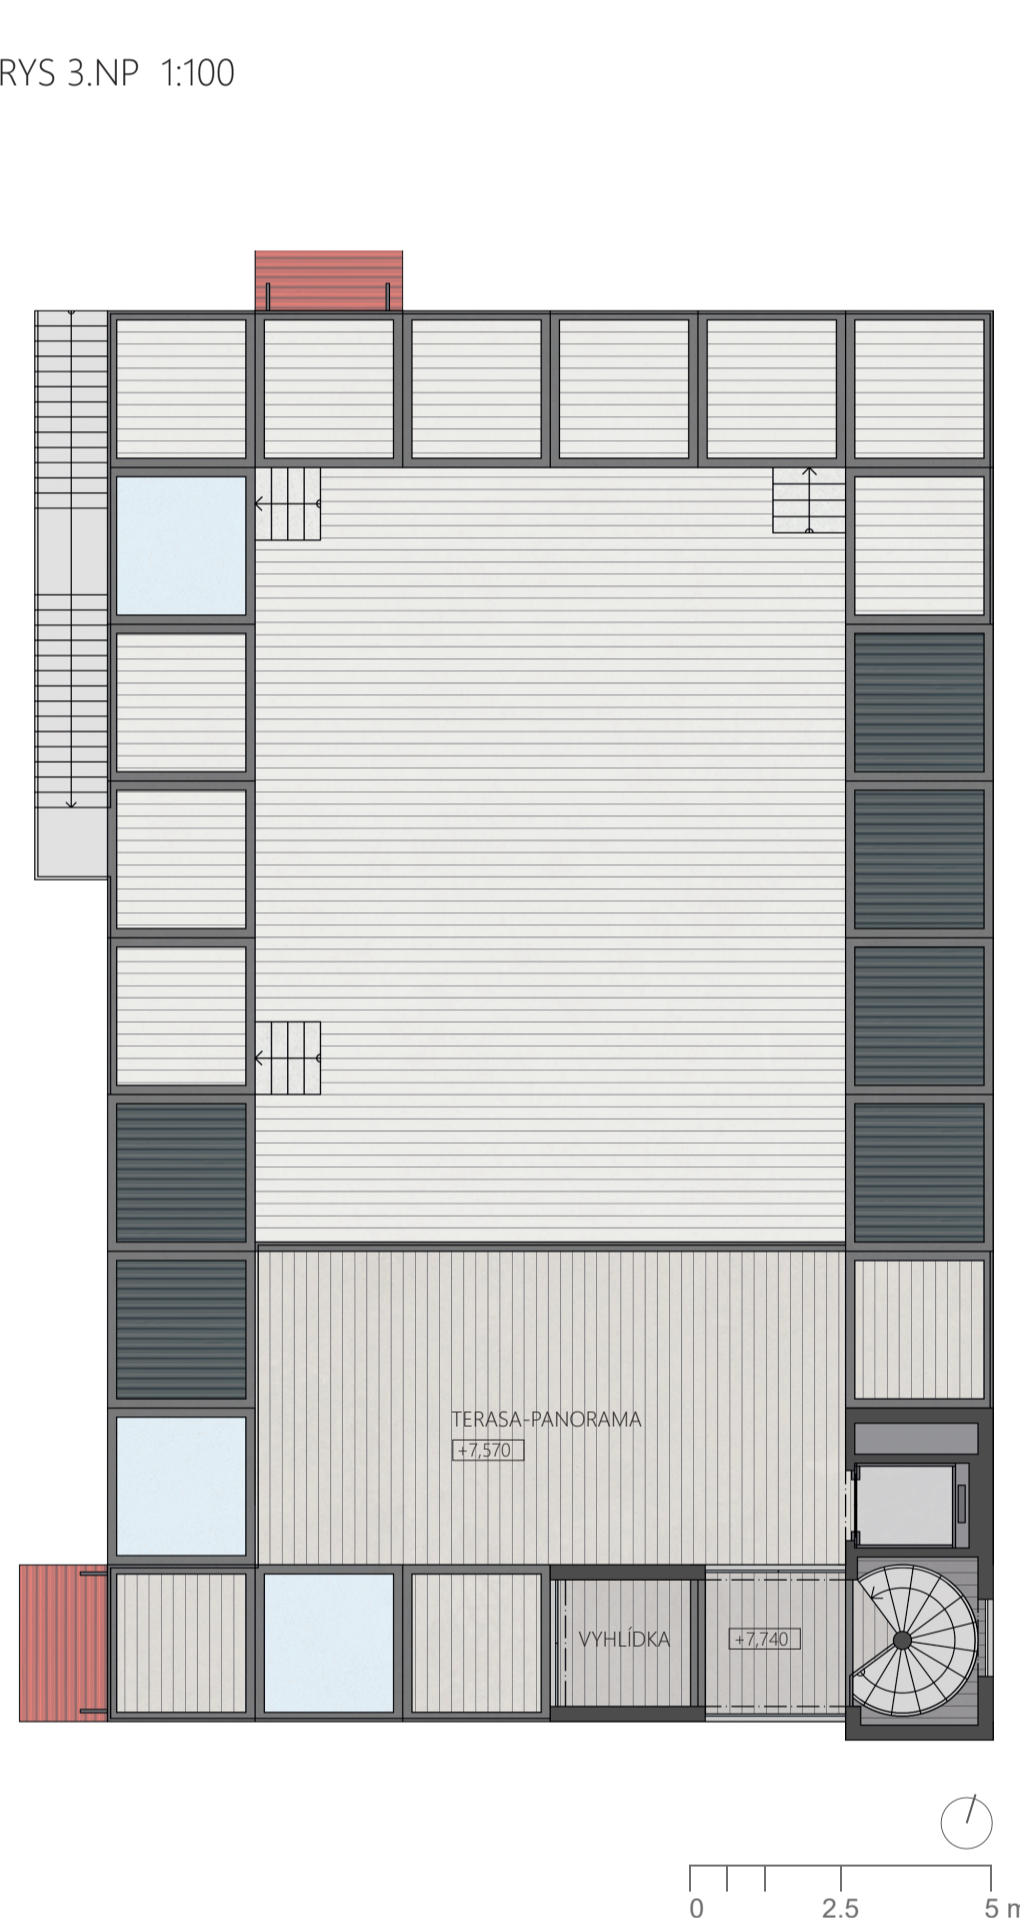 RYS 3.NP 1:100
TERASA-PANORAMA
+7,570
VYHLÍDKA
+7,740
0 2.5 5 m